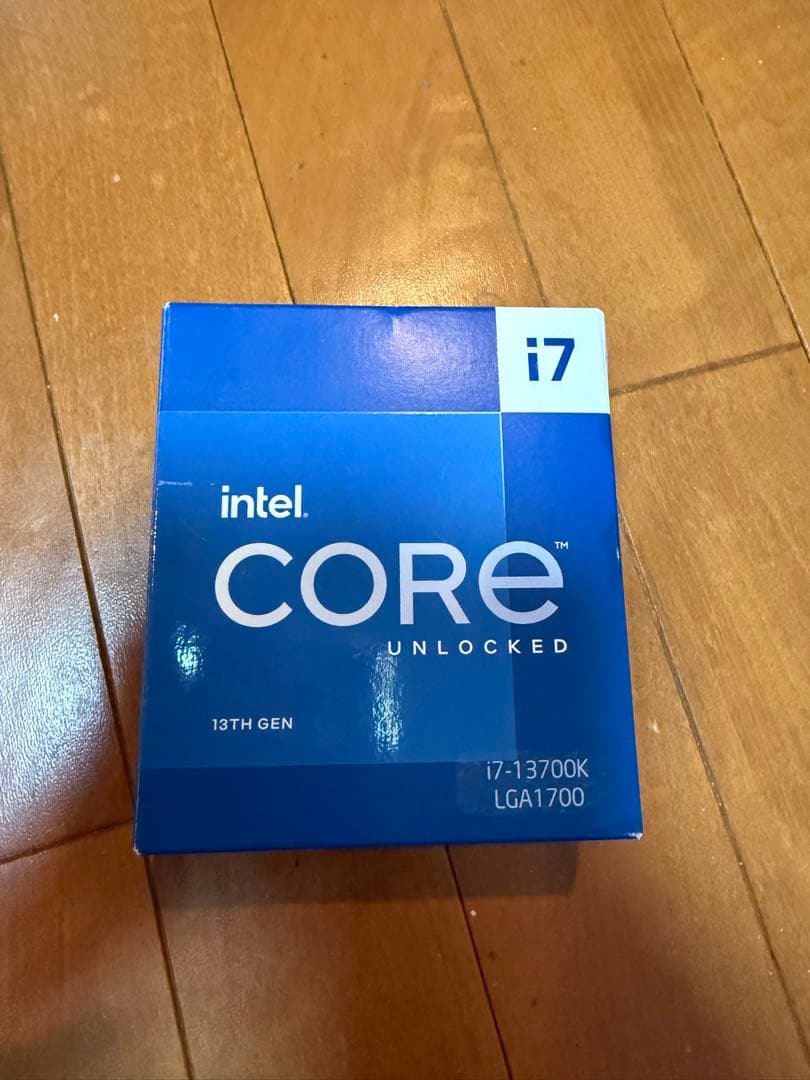 i7
intel.
CORE™
UNLOCKED
13TH GEN
i7-13700K
LGA1700